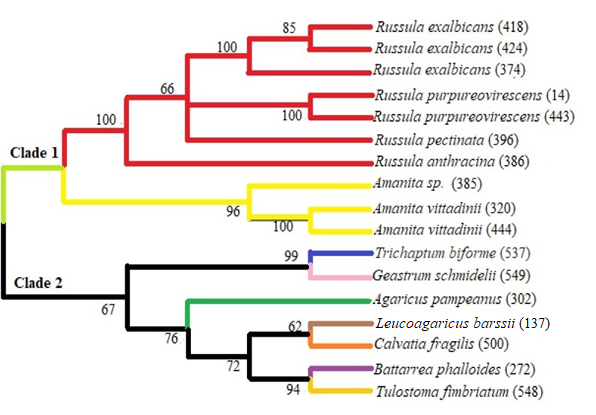 85
Russula exalbicans (418)
100
Russula exalbicans (424)
Russula exalbicans (374)
66
Russula purpureovirescens (14)
100
100
Russula purpureovirescens (443)
Russula pectinata (396)
Clade 1
Russula anthracina (386)
Amanita sp. (385)
96
Amanita vittadinii (320)
100
Amanita vittadinii (444)
99
Trichaptum biforme (537)
Clade 2
Geastrum schmidelii (549)
67
Agaricus pampeanus (302)
76
62
Leucoagaricus barssii (137)
Calvatia fragilis (500)
72
Battarrea phalloides (272)
94
Tulostoma fimbriatum (548)